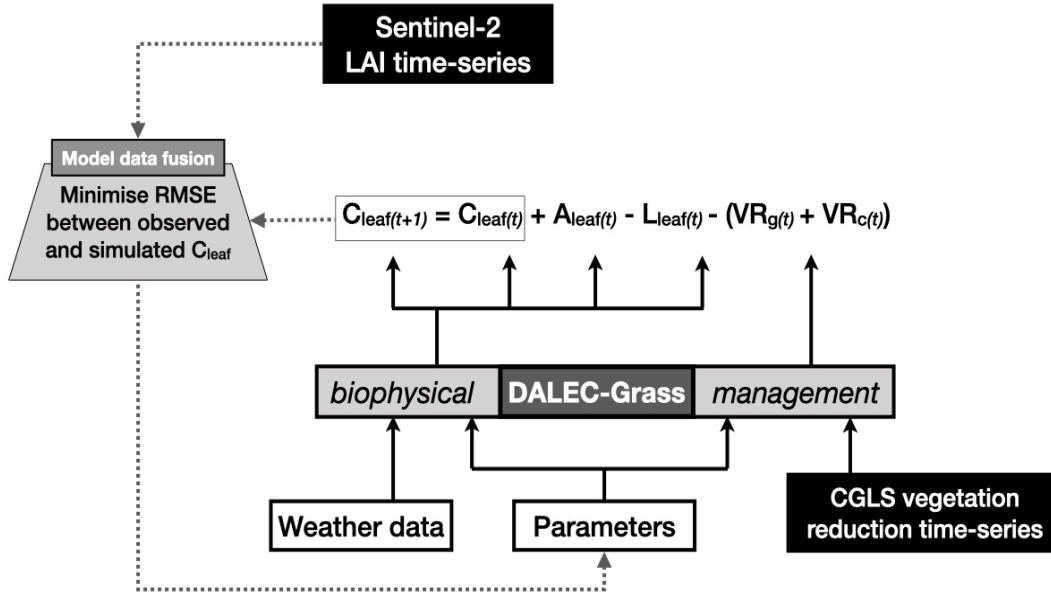 Sentinel-2
LAI time-series
Model data fusion
Minimise RMSE
between observed
and simulated Cleaf
Cleaf(t+1) = Cleaf(t) + Aleaf(t) - Lleaf(t) - (VRg(t) + VRc(t))
biophysical DALEC-Grass management
Weather data
Parameters
CGLS vegetation
reduction time-series